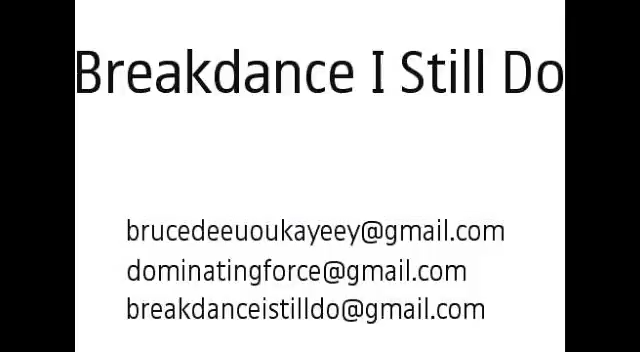 Breakdance I Still Do
brucedeeuoukayeey@gmail.com
dominatingforce@gmail.com
breakdanceistilldo@gmail.com